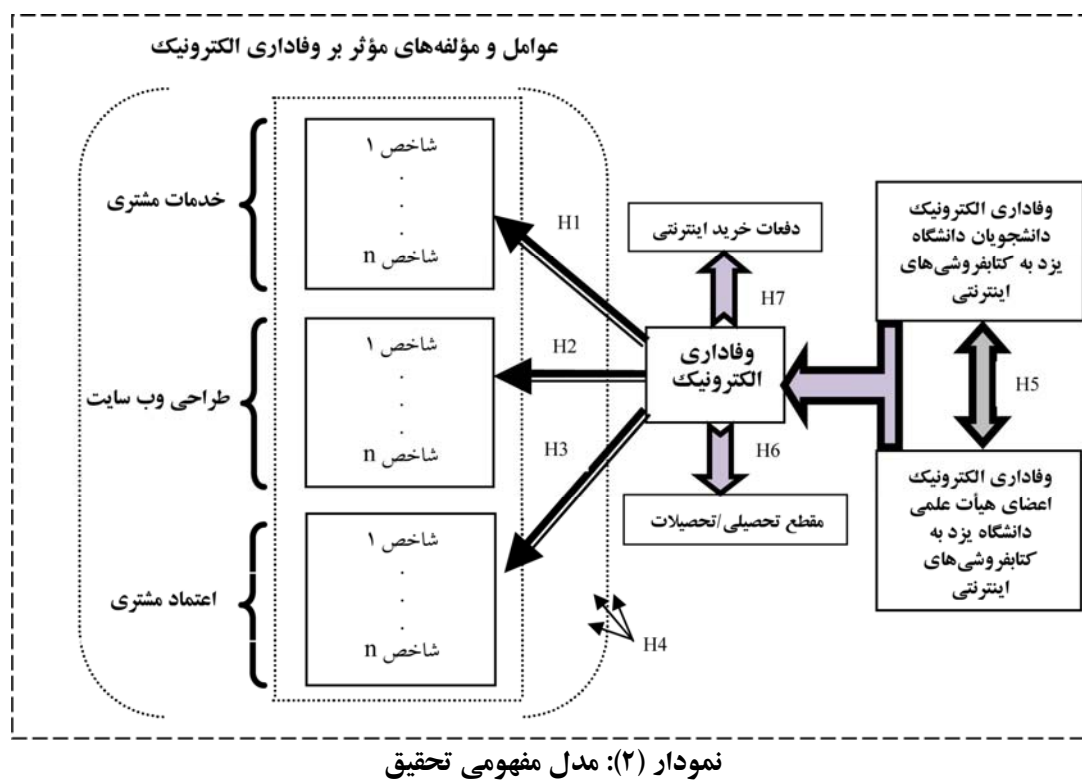 عوامل و مؤلفه‌های مؤثر بر وفاداری الکترونیک
وفاداری الکترونیک
دانشجویان دانشگاه
یزد به کتابفروشی‌های
اینترنتی
H5
وفاداری الکترونیک
اعضای هیأت علمی
دانشگاه یزد به
کتابفروشی‌های
اینترنتی
دفعات خرید اینترنتی
H7
وفاداری
الکترونیک
H6
مقطع تحصیلی/تحصیلات
H1
H2
H3
H4
شاخص ۱
.
.
.
شاخص n
خدمات مشتری
شاخص ۱
.
.
.
شاخص n
طراحی وب سایت
شاخص ۱
.
.
.
شاخص n
اعتماد مشتری
نمودار (۲): مدل مفهومی تحقیق